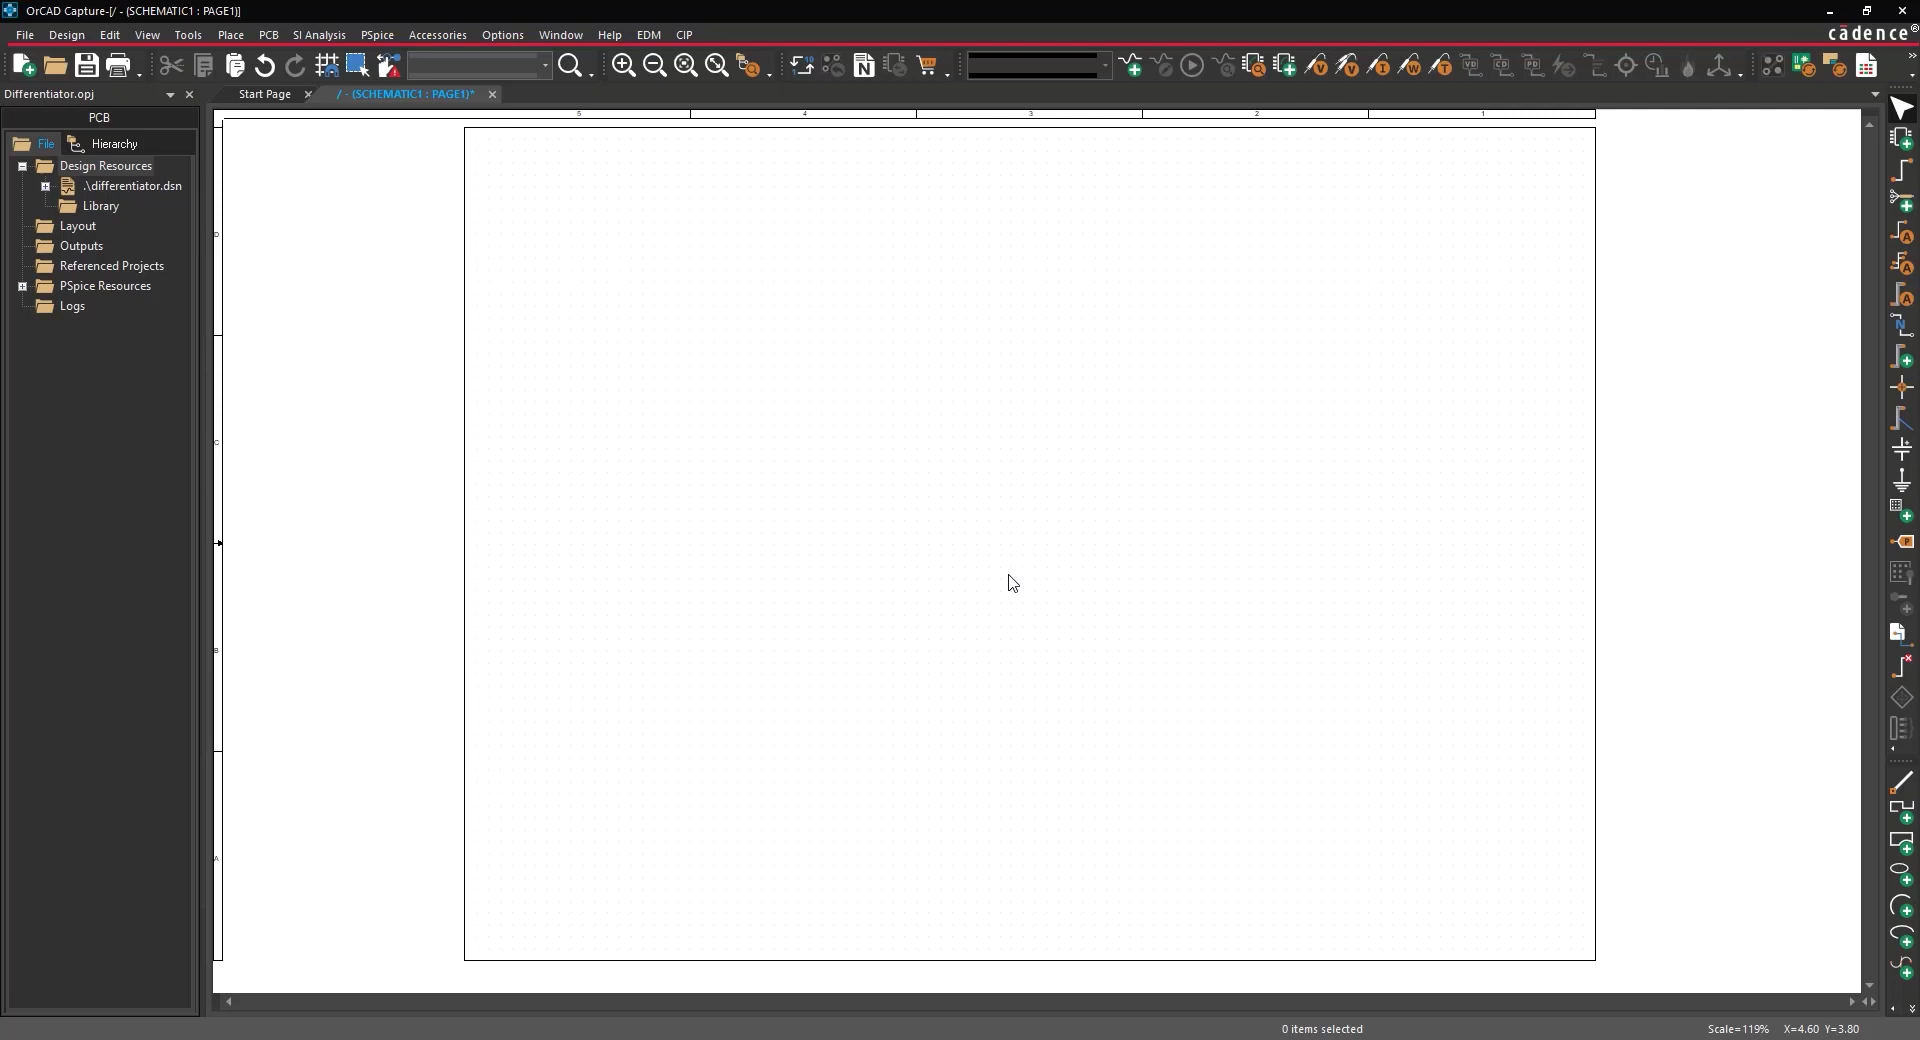 OrCAD Capture-[/ - (SCHEMATIC1 : PAGE1)]
File Design Edit View Tools Place PCB SI Analysis PSpice Accessories Options Window Help EDM CIP
cādence®
Differentiator.opj
Start Page
/ - (SCHEMATIC1 : PAGE1)*
PCB
File
Hierarchy
Design Resources
.\differentiator.dsn
Library
Layout
Outputs
Referenced Projects
PSpice Resources
Logs
5 4 3 2 1
D
C
B
A
0 items selected
Scale=119% X=4.60 Y=3.80